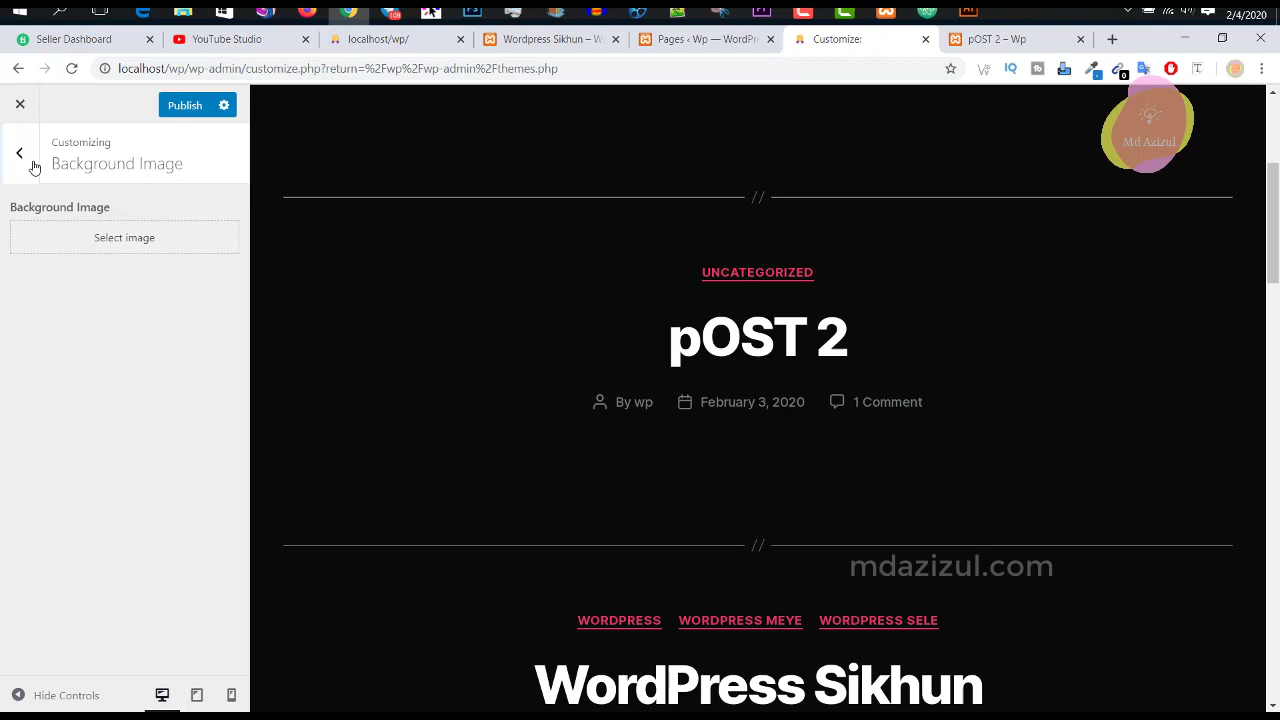 108
2/4/2020
Seller Dashboard
YouTube Studio
localhost/wp/
Wordpress Sikhun – W
Pages ‹ Wp — WordPre
Customize:
pOST 2 – Wp
localhost/wp/wp-admin/customize.php?return=%2Fwp%2Fwp-admin%2Fthemes.php
Publish
Customizing
Background Image
Background Image
Select image
Md Azizul
UNCATEGORIZED
pOST 2
By wp February 3, 2020 1 Comment
mdazizul.com
WORDPRESS WORDPRESS MEYE WORDPRESS SELE
WordPress Sikhun
Hide Controls